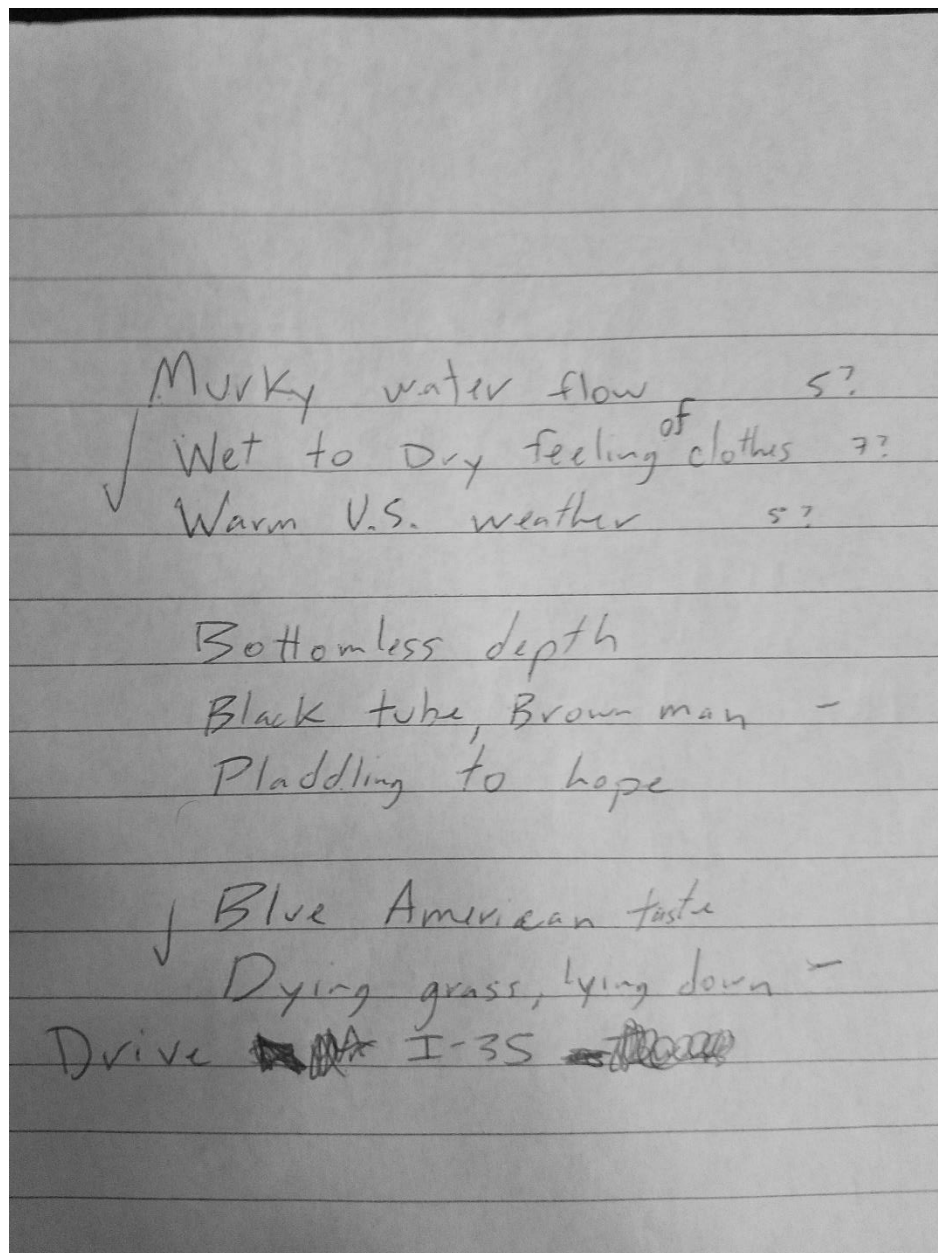 Murky water flow 5?
Wet to Dry feeling of clothes 7?
Warm U.S. weather 5?
Bottomless depth
Black tube, Brown man -
Pladdling to hope
Blue American taste
Dying grass, lying down -
Drive I-35